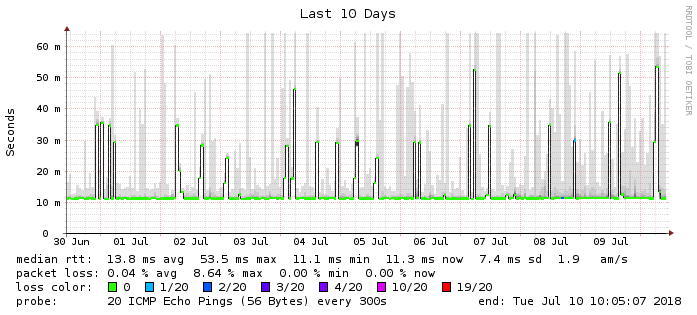 Last 10 Days
RRDTOOL / TOBI OETIKER
Seconds
60 m
50 m
40 m
30 m
20 m
10 m
0
30 Jun 01 Jul 02 Jul 03 Jul 04 Jul 05 Jul 06 Jul 07 Jul 08 Jul 09 Jul
median rtt: 13.8 ms avg 53.5 ms max 11.1 ms min 11.3 ms now 7.4 ms sd 1.9 am/s
packet loss: 0.04 % avg 8.64 % max 0.00 % min 0.00 % now
loss color: 0 1/20 2/20 3/20 4/20 10/20 19/20
probe: 20 ICMP Echo Pings (56 Bytes) every 300s end: Tue Jul 10 10:05:07 2018